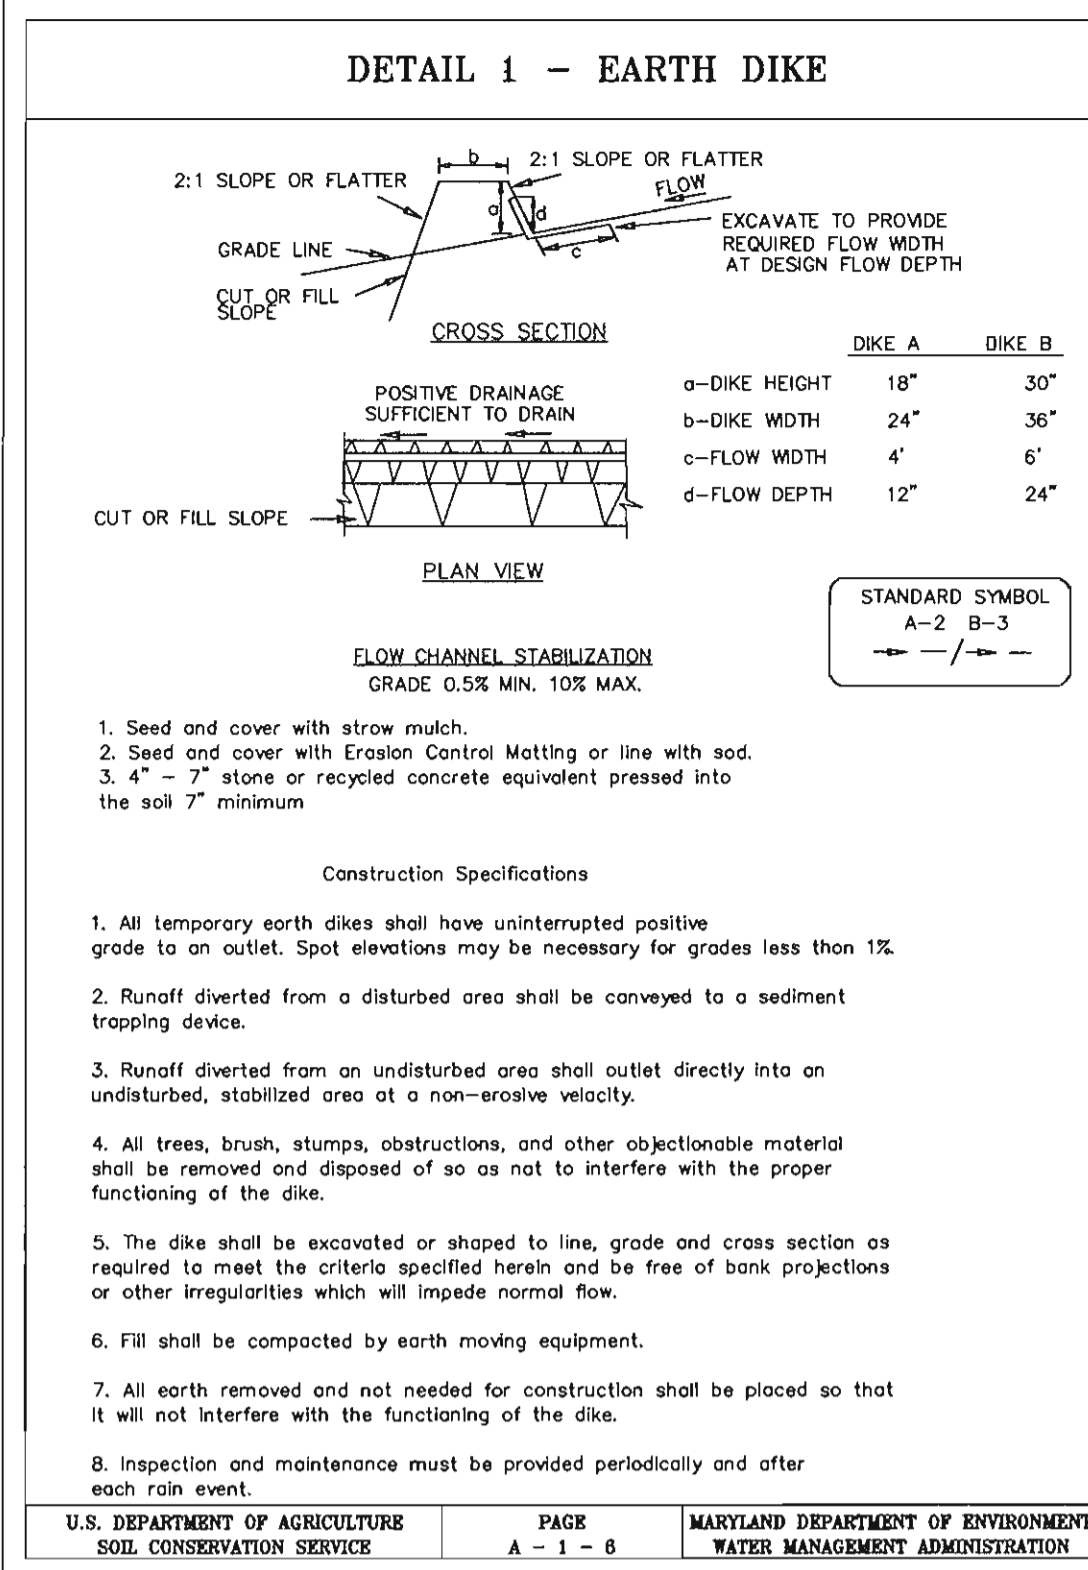 DETAIL 1 - EARTH DIKE
b
2:1 SLOPE OR FLATTER
2:1 SLOPE OR FLATTER
FLOW
a
d
EXCAVATE TO PROVIDE
REQUIRED FLOW WIDTH
AT DESIGN FLOW DEPTH
GRADE LINE
c
CUT OR FILL
SLOPE
CROSS SECTION
DIKE A DIKE B
a-DIKE HEIGHT 18" 30"
b-DIKE WIDTH 24" 36"
c-FLOW WIDTH 4' 6'
d-FLOW DEPTH 12" 24"
POSITIVE DRAINAGE
SUFFICIENT TO DRAIN
CUT OR FILL SLOPE
PLAN VIEW
STANDARD SYMBOL
A-2 B-3
FLOW CHANNEL STABILIZATION
GRADE 0.5% MIN. 10% MAX.
1. Seed and cover with straw mulch.
2. Seed and cover with Erosion Control Matting or line with sod.
3. 4" - 7" stone or recycled concrete equivalent pressed into
the soil 7" minimum
Construction Specifications
1. All temporary earth dikes shall have uninterrupted positive
grade to an outlet. Spot elevations may be necessary for grades less than 1%.
2. Runoff diverted from a disturbed area shall be conveyed to a sediment
trapping device.
3. Runoff diverted from an undisturbed area shall outlet directly into an
undisturbed, stabilized area at a non-erosive velocity.
4. All trees, brush, stumps, obstructions, and other objectionable material
shall be removed and disposed of so as not to interfere with the proper
functioning of the dike.
5. The dike shall be excavated or shaped to line, grade and cross section as
required to meet the criteria specified herein and be free of bank projections
or other irregularities which will impede normal flow.
6. Fill shall be compacted by earth moving equipment.
7. All earth removed and not needed for construction shall be placed so that
it will not interfere with the functioning of the dike.
8. Inspection and maintenance must be provided periodically and after
each rain event.
U.S. DEPARTMENT OF AGRICULTURE
SOIL CONSERVATION SERVICE
PAGE
A - 1 - 6
MARYLAND DEPARTMENT OF ENVIRONMENT
WATER MANAGEMENT ADMINISTRATION